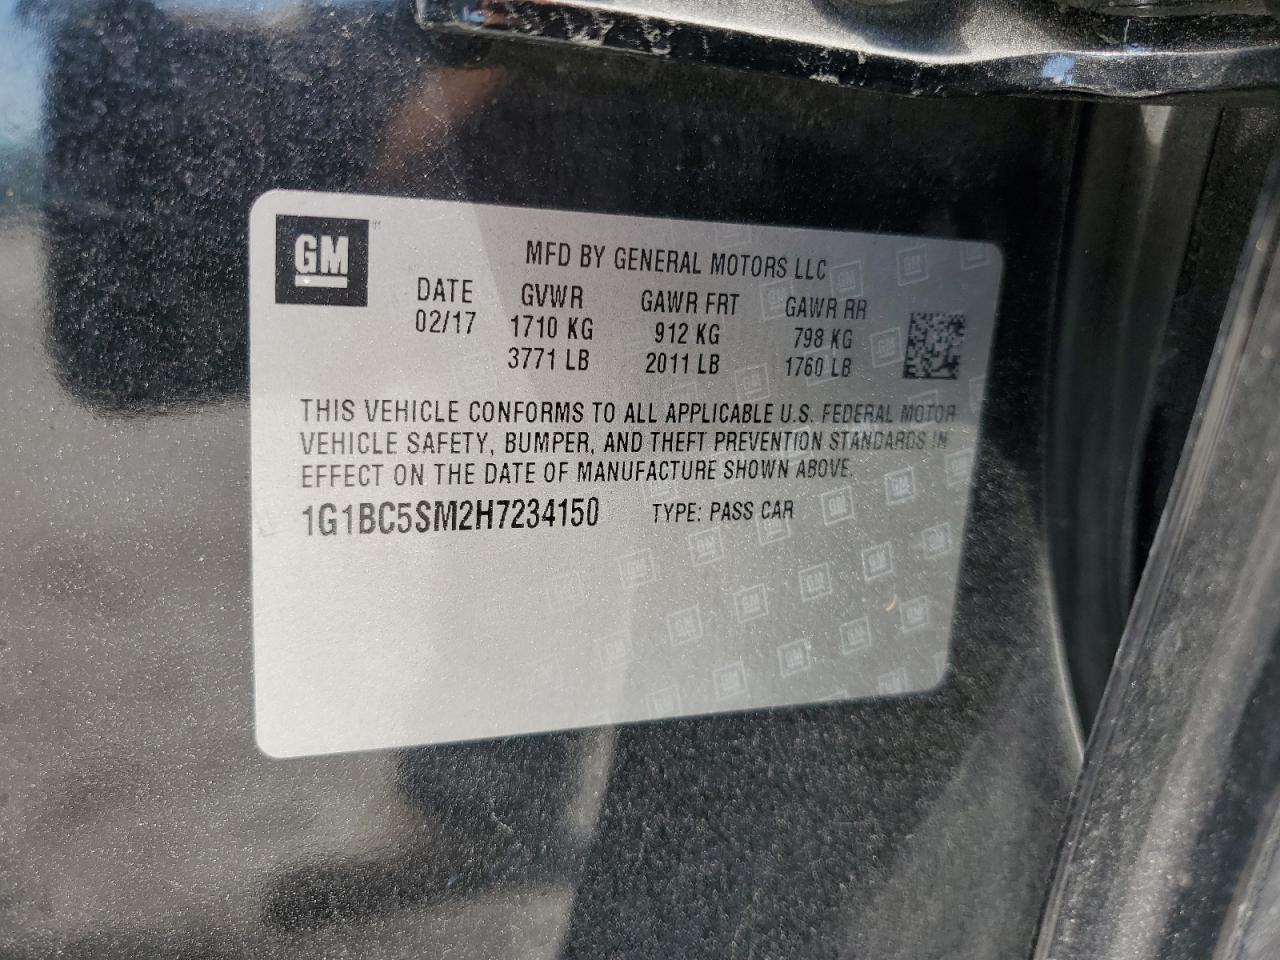 GM
MFD BY GENERAL MOTORS LLC
DATE GVWR GAWR FRT GAWR RR
02/17 1710 KG 912 KG 798 KG
3771 LB 2011 LB 1760 LB
THIS VEHICLE CONFORMS TO ALL APPLICABLE U.S. FEDERAL MOTOR
VEHICLE SAFETY, BUMPER, AND THEFT PREVENTION STANDARDS IN
EFFECT ON THE DATE OF MANUFACTURE SHOWN ABOVE.
1G1BC5SM2H7234150 TYPE: PASS CAR